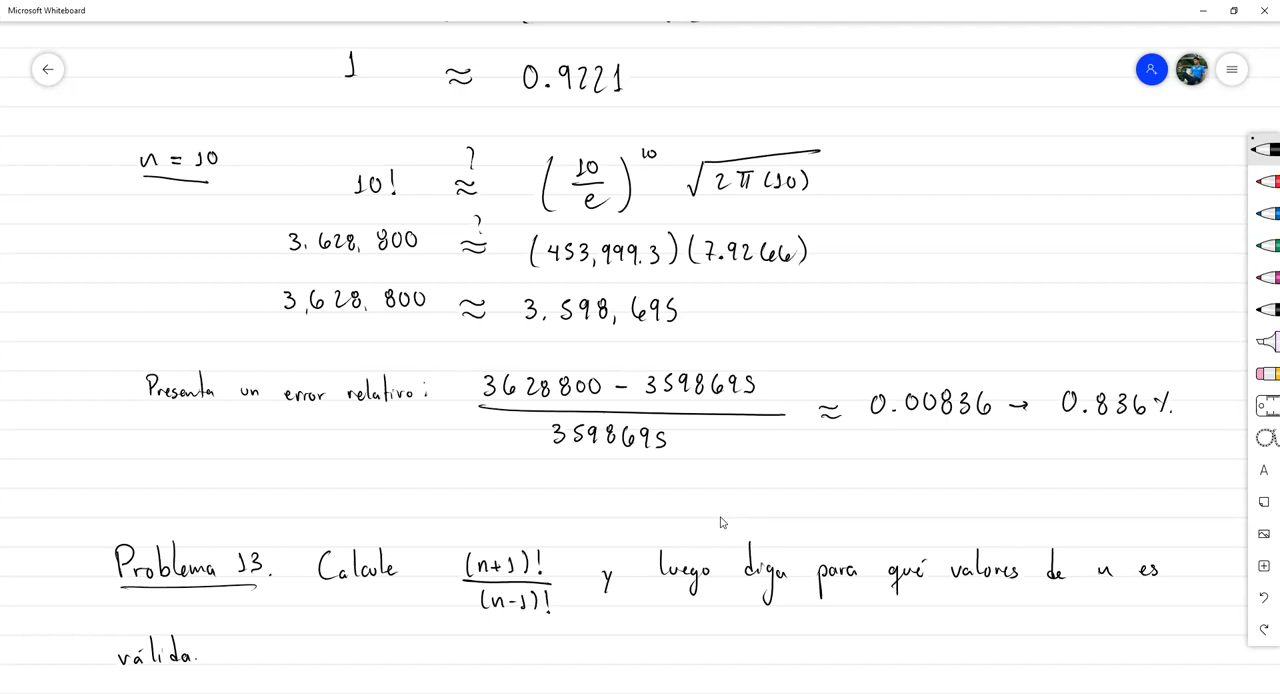 Microsoft Whiteboard
1 ≈ 0.9221
n = 10
10! ≈? (10/e)^10 √2π(10)
3.628,800 ≈? (453,999.3)(7.9266)
3,628,800 ≈ 3.598,695
Presenta un error relativo: (3628800 − 3598695)/3598695 ≈ 0.00836 → 0.836%
Problema 13. Calcule (n+1)!/(n-1)! y luego diga para qué valores de n es
válida.
A